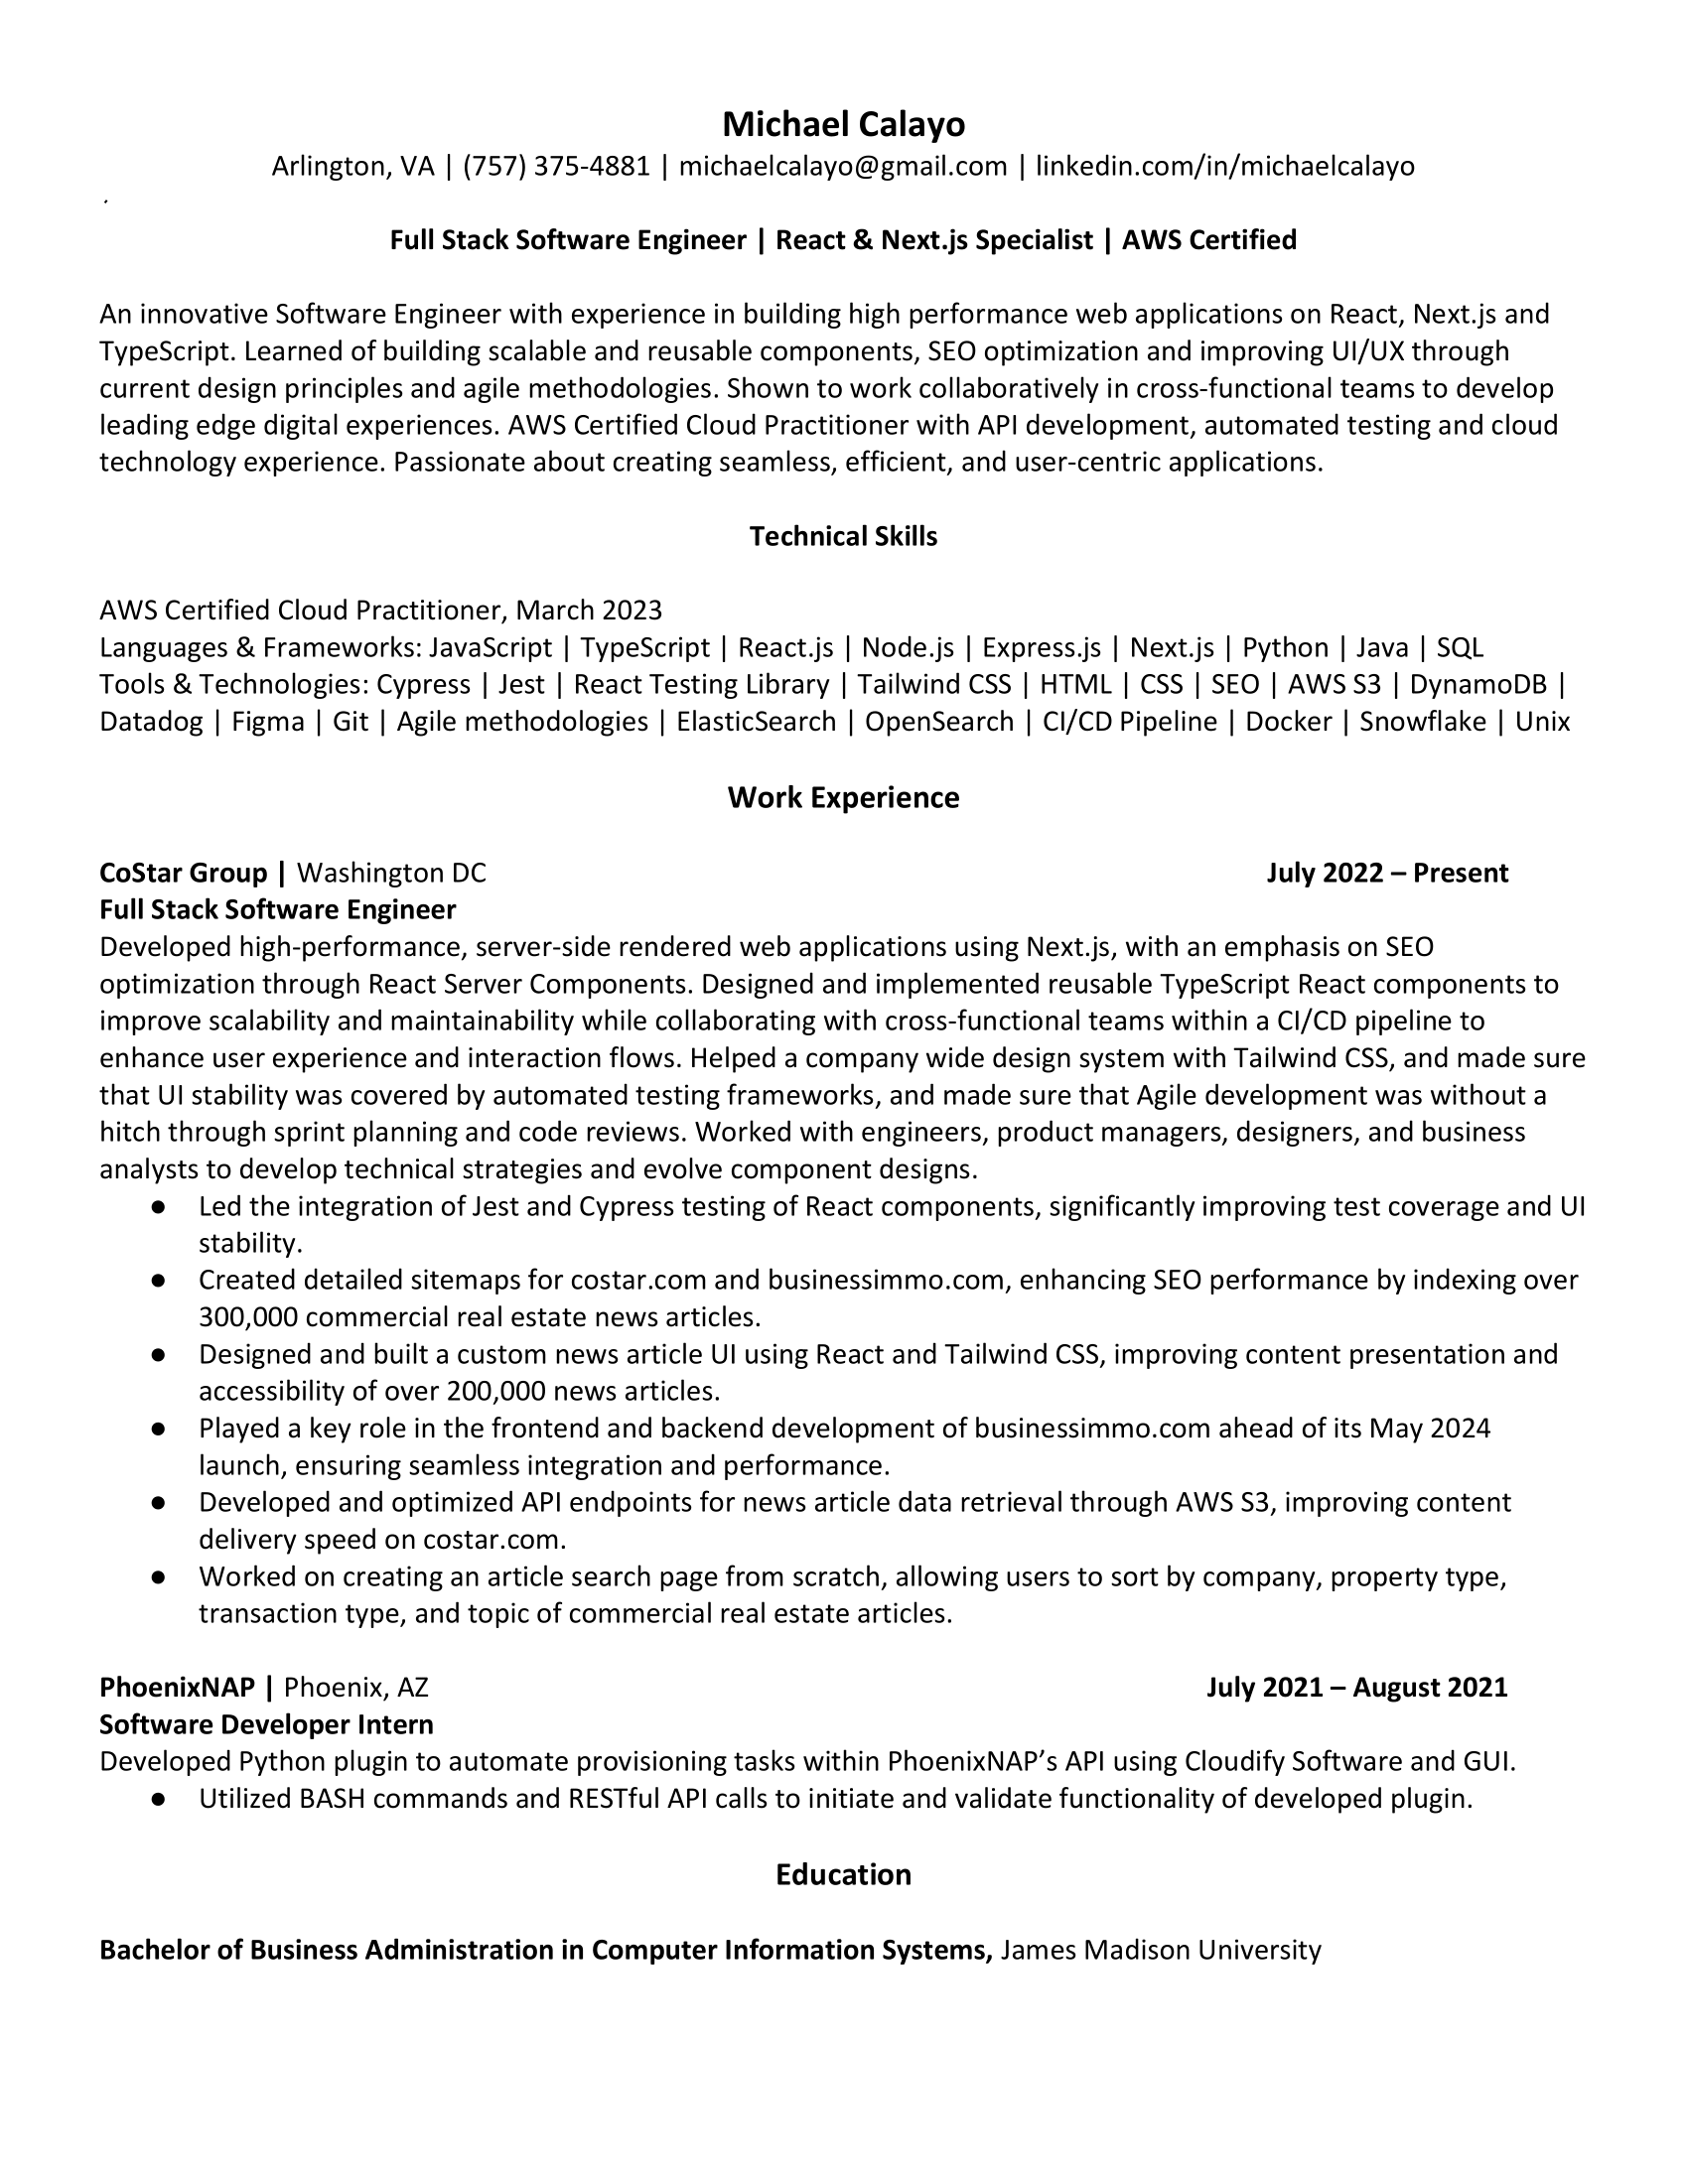 Michael Calayo
Arlington, VA | (757) 375-4881 | michaelcalayo@gmail.com | linkedin.com/in/michaelcalayo
Full Stack Software Engineer | React & Next.js Specialist | AWS Certified
An innovative Software Engineer with experience in building high performance web applications on React, Next.js and
TypeScript. Learned of building scalable and reusable components, SEO optimization and improving UI/UX through
current design principles and agile methodologies. Shown to work collaboratively in cross-functional teams to develop
leading edge digital experiences. AWS Certified Cloud Practitioner with API development, automated testing and cloud
technology experience. Passionate about creating seamless, efficient, and user-centric applications.
Technical Skills
AWS Certified Cloud Practitioner, March 2023
Languages & Frameworks: JavaScript | TypeScript | React.js | Node.js | Express.js | Next.js | Python | Java | SQL
Tools & Technologies: Cypress | Jest | React Testing Library | Tailwind CSS | HTML | CSS | SEO | AWS S3 | DynamoDB |
Datadog | Figma | Git | Agile methodologies | ElasticSearch | OpenSearch | CI/CD Pipeline | Docker | Snowflake | Unix
Work Experience
CoStar Group | Washington DC July 2022 – Present
Full Stack Software Engineer
Developed high-performance, server-side rendered web applications using Next.js, with an emphasis on SEO
optimization through React Server Components. Designed and implemented reusable TypeScript React components to
improve scalability and maintainability while collaborating with cross-functional teams within a CI/CD pipeline to
enhance user experience and interaction flows. Helped a company wide design system with Tailwind CSS, and made sure
that UI stability was covered by automated testing frameworks, and made sure that Agile development was without a
hitch through sprint planning and code reviews. Worked with engineers, product managers, designers, and business
analysts to develop technical strategies and evolve component designs.
● Led the integration of Jest and Cypress testing of React components, significantly improving test coverage and UI
stability.
● Created detailed sitemaps for costar.com and businessimmo.com, enhancing SEO performance by indexing over
300,000 commercial real estate news articles.
● Designed and built a custom news article UI using React and Tailwind CSS, improving content presentation and
accessibility of over 200,000 news articles.
● Played a key role in the frontend and backend development of businessimmo.com ahead of its May 2024
launch, ensuring seamless integration and performance.
● Developed and optimized API endpoints for news article data retrieval through AWS S3, improving content
delivery speed on costar.com.
● Worked on creating an article search page from scratch, allowing users to sort by company, property type,
transaction type, and topic of commercial real estate articles.
PhoenixNAP | Phoenix, AZ July 2021 – August 2021
Software Developer Intern
Developed Python plugin to automate provisioning tasks within PhoenixNAP’s API using Cloudify Software and GUI.
● Utilized BASH commands and RESTful API calls to initiate and validate functionality of developed plugin.
Education
Bachelor of Business Administration in Computer Information Systems, James Madison University